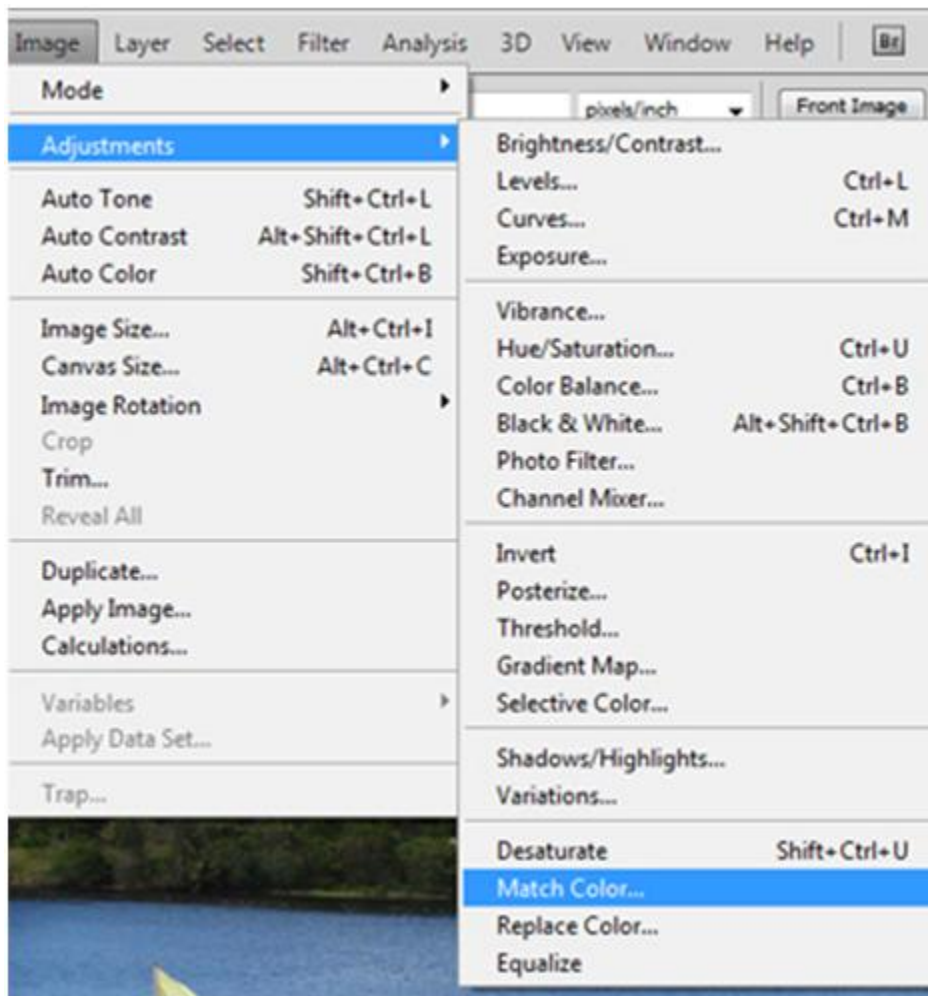 Image Layer Select Filter Analysis 3D View Window Help Br
pixels/inch Front Image
Mode
Adjustments
Auto Tone Shift+Ctrl+L
Auto Contrast Alt+Shift+Ctrl+L
Auto Color Shift+Ctrl+B
Image Size... Alt+Ctrl+I
Canvas Size... Alt+Ctrl+C
Image Rotation
Crop
Trim...
Reveal All
Duplicate...
Apply Image...
Calculations...
Variables
Apply Data Set...
Trap...
Brightness/Contrast...
Levels... Ctrl+L
Curves... Ctrl+M
Exposure...
Vibrance...
Hue/Saturation... Ctrl+U
Color Balance... Ctrl+B
Black & White... Alt+Shift+Ctrl+B
Photo Filter...
Channel Mixer...
Invert Ctrl+I
Posterize...
Threshold...
Gradient Map...
Selective Color...
Shadows/Highlights...
Variations...
Desaturate Shift+Ctrl+U
Match Color...
Replace Color...
Equalize